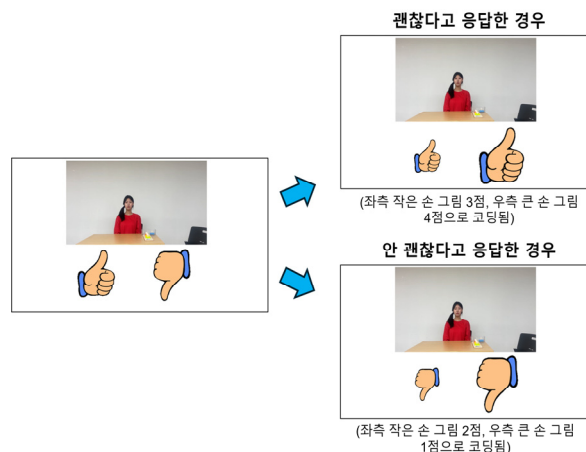 괜찮다고 응답한 경우
(좌측 작은 손 그림 3점, 우측 큰 손 그림
4점으로 코딩됨)
안 괜찮다고 응답한 경우
(좌측 작은 손 그림 2점, 우측 큰 손 그림
1점으로 코딩됨)